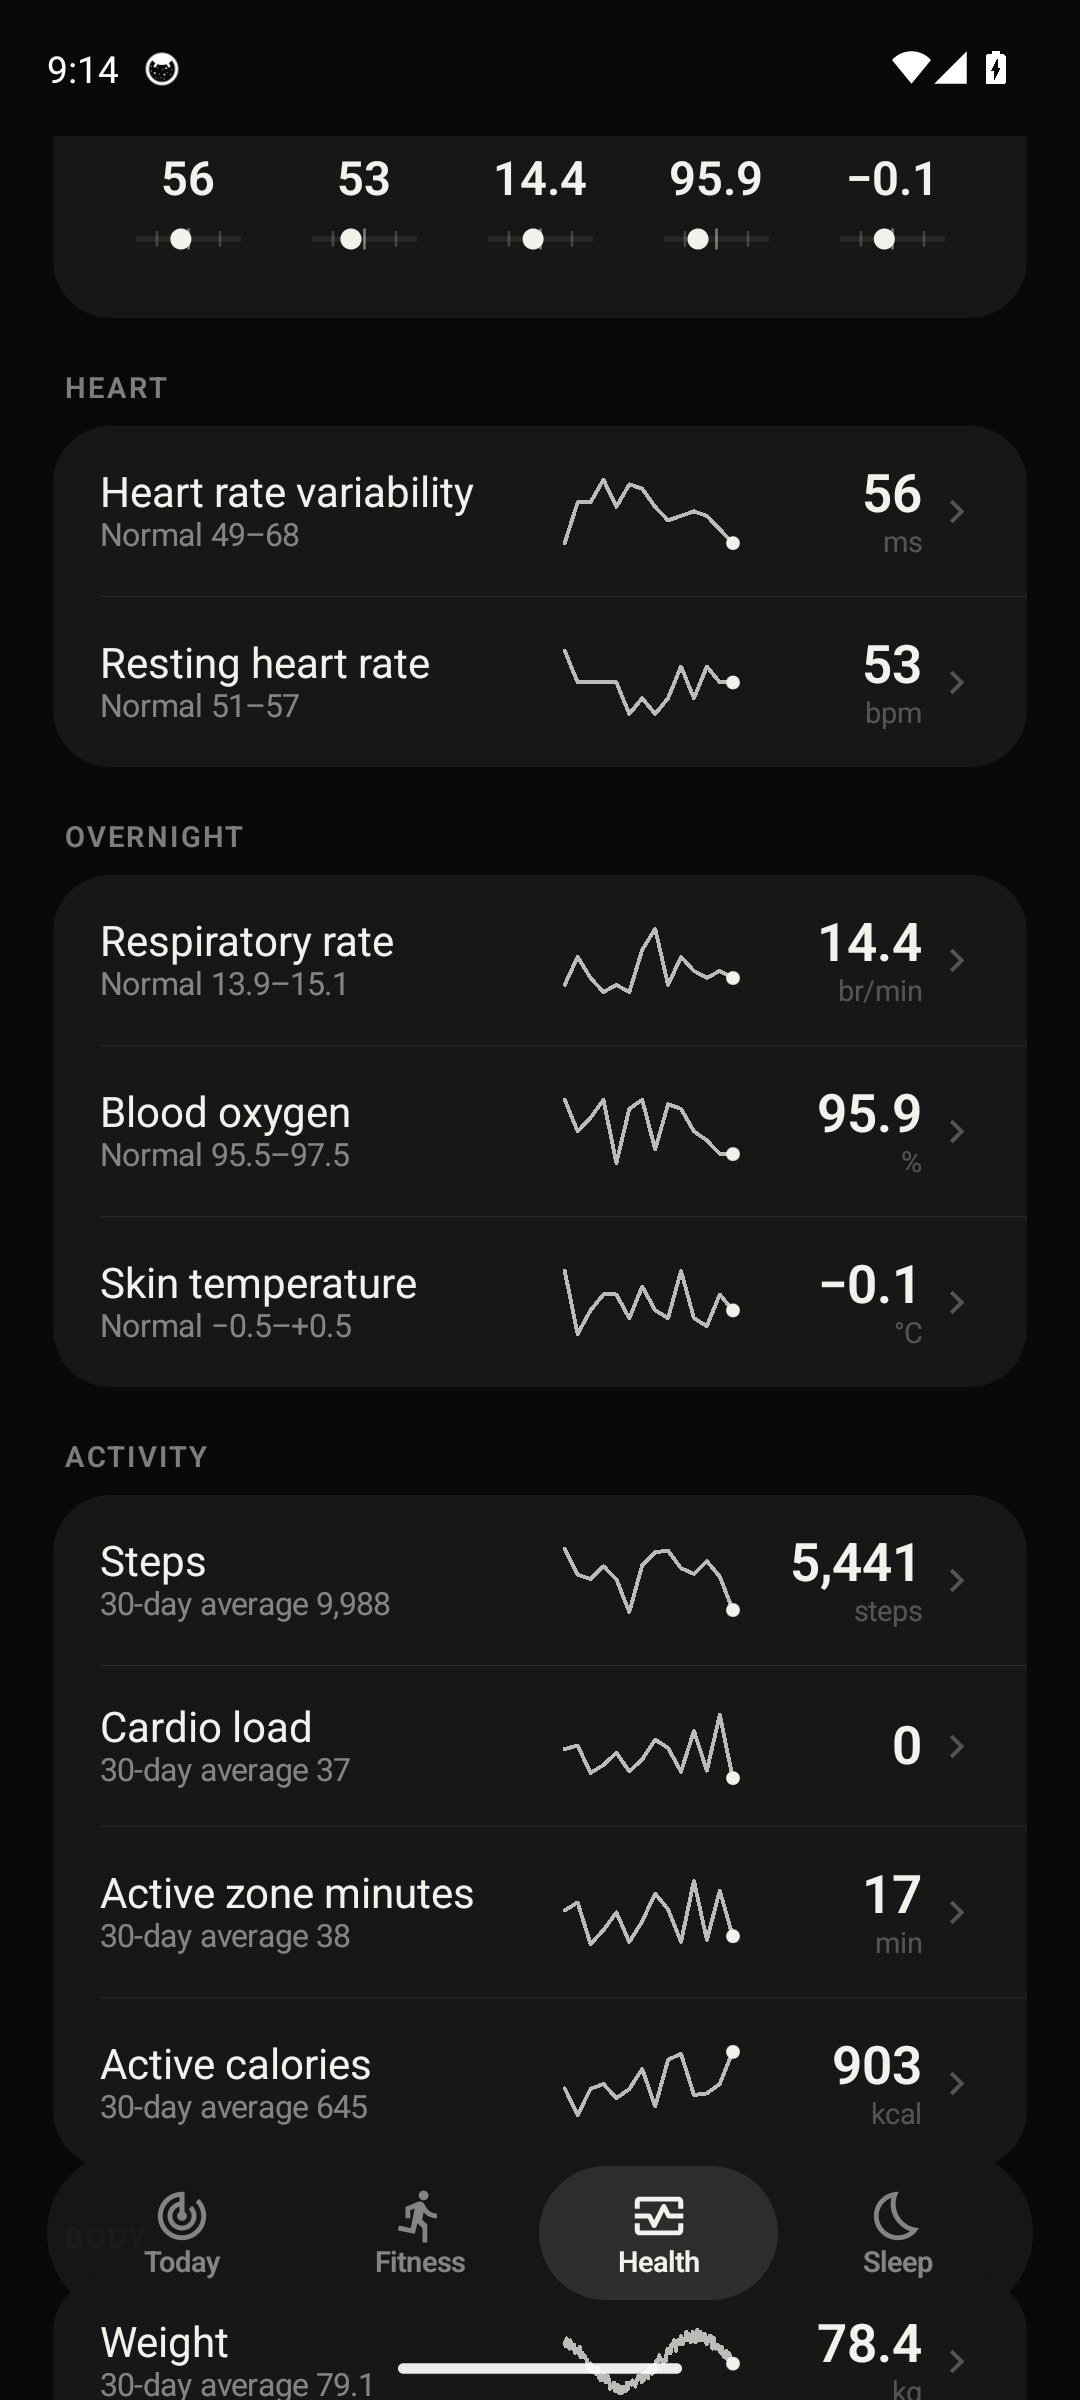 9:14
56 53 14.4 95.9 −0.1
HEART
Heart rate variability
Normal 49–68
56
ms
Resting heart rate
Normal 51–57
53
bpm
OVERNIGHT
Respiratory rate
Normal 13.9–15.1
14.4
br/min
Blood oxygen
Normal 95.5–97.5
95.9
%
Skin temperature
Normal −0.5–+0.5
−0.1
°C
ACTIVITY
Steps
30-day average 9,988
5,441
steps
Cardio load
30-day average 37
0
Active zone minutes
30-day average 38
17
min
Active calories
30-day average 645
903
kcal
BODY
Today Fitness Health Sleep
Weight
30-day average 79.1
78.4
kg